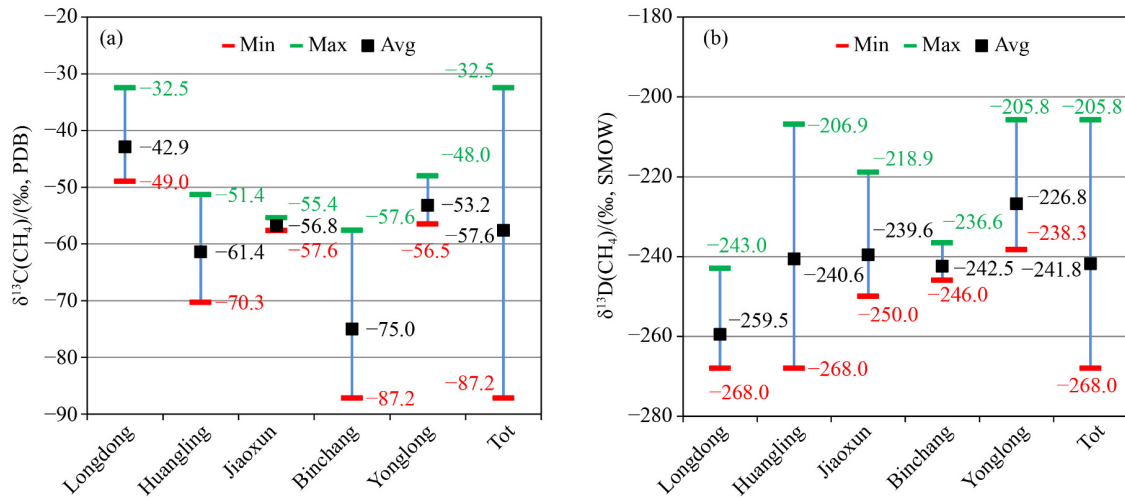 (a)
Min Max Avg
δ¹³C(CH₄)/(‰, PDB)
−20
−30
−40
−50
−60
−70
−80
−90
−32.5
−42.9
−49.0
−51.4
−61.4
−70.3
−55.4
−56.8
−57.6
−57.6
−75.0
−87.2
−48.0
−53.2
−56.5
−32.5
−57.6
−87.2
Longdong
Huangling
Jiaoxun
Binchang
Yonglong
Tot
(b)
Min Max Avg
δ¹³D(CH₄)/(‰, SMOW)
−180
−200
−220
−240
−260
−280
−243.0
−259.5
−268.0
−206.9
−240.6
−268.0
−218.9
−239.6
−250.0
−236.6
−242.5
−246.0
−205.8
−226.8
−238.3
−205.8
−241.8
−268.0
Longdong
Huangling
Jiaoxun
Binchang
Yonglong
Tot